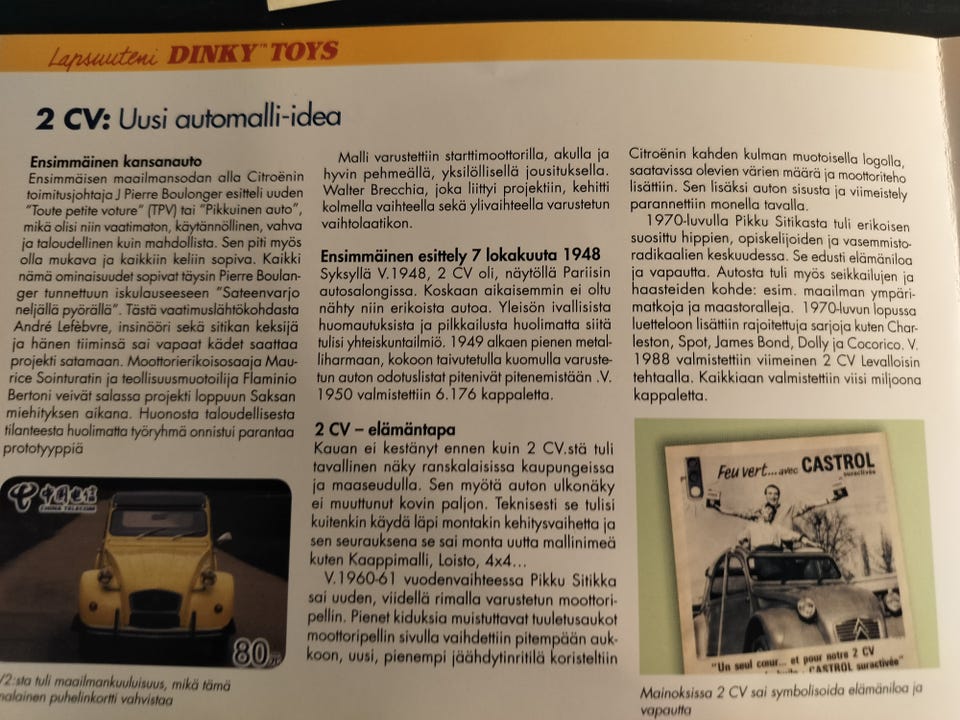 Lapsuuteni DINKY™ TOYS
2 CV: Uusi automalli-idea
Ensimmäinen kansanauto
Ensimmäisen maailmansodan alla Citroënin
toimitusjohtaja J Pierre Boulonger esitteli uuden
"Toute petite voture" (TPV) tai "Pikkuinen auto",
mikä olisi niin vaatimaton, käytännöllinen, vahva
ja taloudellinen kuin mahdollista. Sen piti myös
olla mukava ja kaikkiin keliin sopiva. Kaikki
nämä ominaisuudet sopivat täysin Pierre Boulan-
ger tunnettuun iskulauseeseen "Sateenvarjo
neljällä pyörällä". Tästä vaatimuslähtökohdasta
André Lefèbvre, insinööri sekä sitikan keksijä
ja hänen tiiminsä sai vapaat kädet saattaa
projekti satamaan. Moottorierikoisosaaja Mau-
rice Sointuratin ja teollisuusmuotoilija Flaminio
Bertoni veivät salassa projekti loppuun Saksan
miehityksen aikana. Huonosta taloudellisesta
tilanteesta huolimatta työryhmä onnistui parantaa
prototyyppiä
中国电信
CHINA TELECOM
80
/2:sta tuli maailmankuuluisuus, mikä tämä
nalainen puhelinkortti vahvistaa
Malli varustettiin starttimoottorilla, akulla ja
hyvin pehmeällä, yksilöllisellä jousituksella.
Walter Brecchia, joka liittyi projektiin, kehitti
kolmella vaihteella sekä ylivaihteella varustetun
vaihtolaatikon.
Ensimmäinen esittely 7 lokakuuta 1948
Syksyllä V.1948, 2 CV oli, näytöllä Pariisin
autosalongissa. Koskaan aikaisemmin ei oltu
nähty niin erikoista autoa. Yleisön ivallisista
huomautuksista ja pilkkailusta huolimatta siitä
tulisi yhteiskuntailmiö. 1949 alkaen pienen metal-
liharmaan, kokoon taivutetulla kuomulla varuste-
tun auton odotuslistat pitenivät pitenemistään .V.
1950 valmistettiin 6.176 kappaletta.
2 CV – elämäntapa
Kauan ei kestänyt ennen kuin 2 CV.stä tuli
tavallinen näky ranskalaisissa kaupungeissa
ja maaseudulla. Sen myötä auton ulkonäky
ei muuttunut kovin paljon. Teknisesti se tulisi
kuitenkin käydä läpi montakin kehitysvaihetta ja
sen seurauksena se sai monta uutta mallinimeä
kuten Kaappimalli, Loisto, 4x4...
V.1960-61 vuodenvaihteessa Pikku Sitikka
sai uuden, viidellä rimalla varustetun moottori-
pellin. Pienet kiduksia muistuttavat tuuletusaukot
moottoripellin sivulla vaihdettiin pitempään auk-
koon, uusi, pienempi jäähdytinritilä koristeltiin
Citroënin kahden kulman muotoisella logolla,
saatavissa olevien värien määrä ja moottoriteho
lisättiin. Sen lisäksi auton sisusta ja viimeistely
parannettiin monella tavalla.
1970-luvulla Pikku Sitikasta tuli erikoisen
suosittu hippien, opiskelijoiden ja vasemmisto-
radikaalien keskuudessa. Se edusti elämäniloa
ja vapautta. Autosta tuli myös seikkailujen ja
haasteiden kohde: esim. maailman ympäri-
matkoja ja maastoralleja. 1970-luvun lopussa
luetteloon lisättiin rajoitettuja sarjoja kuten Char-
leston, Spot, James Bond, Dolly ja Cocorico. V.
1988 valmistettiin viimeinen 2 CV Levalloisin
tehtaalla. Kaikkiaan valmistettiin viisi miljoona
kappaletta.
Feu vert... avec CASTROL
suractivée
"Un seul cœur... et pour notre 2 CV
CASTROL suractivée"
Mainoksissa 2 CV sai symbolisoida elämäniloa ja
vapautta